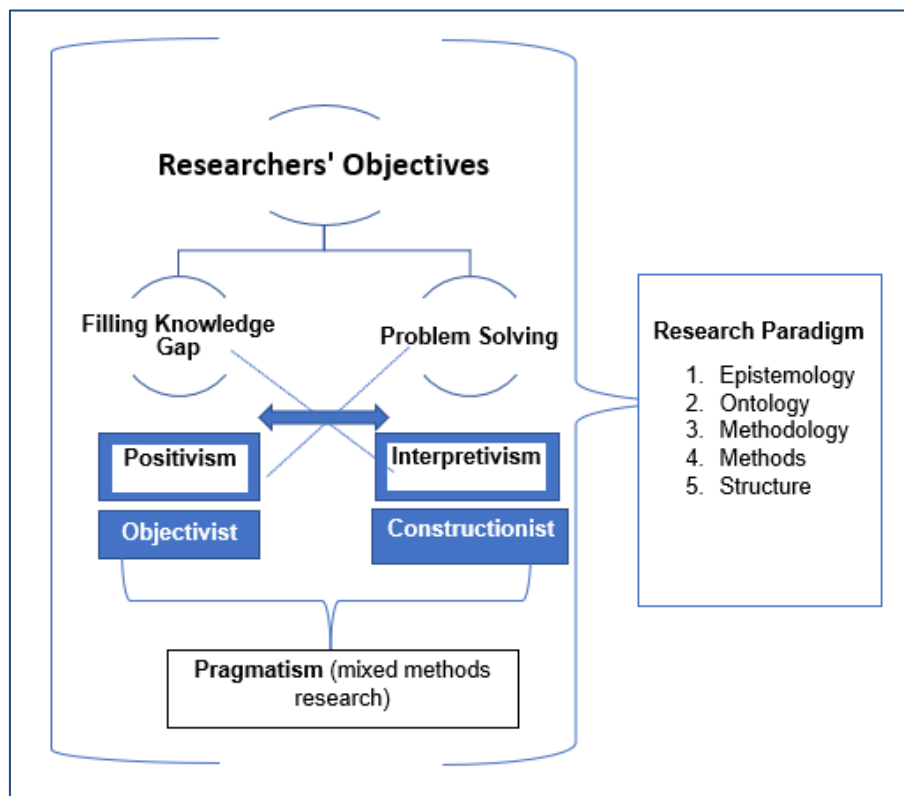 Researchers' Objectives
Filling Knowledge
Gap
Problem Solving
Positivism
Interpretivism
Objectivist
Constructionist
Pragmatism (mixed methods
research)
Research Paradigm
1. Epistemology
2. Ontology
3. Methodology
4. Methods
5. Structure